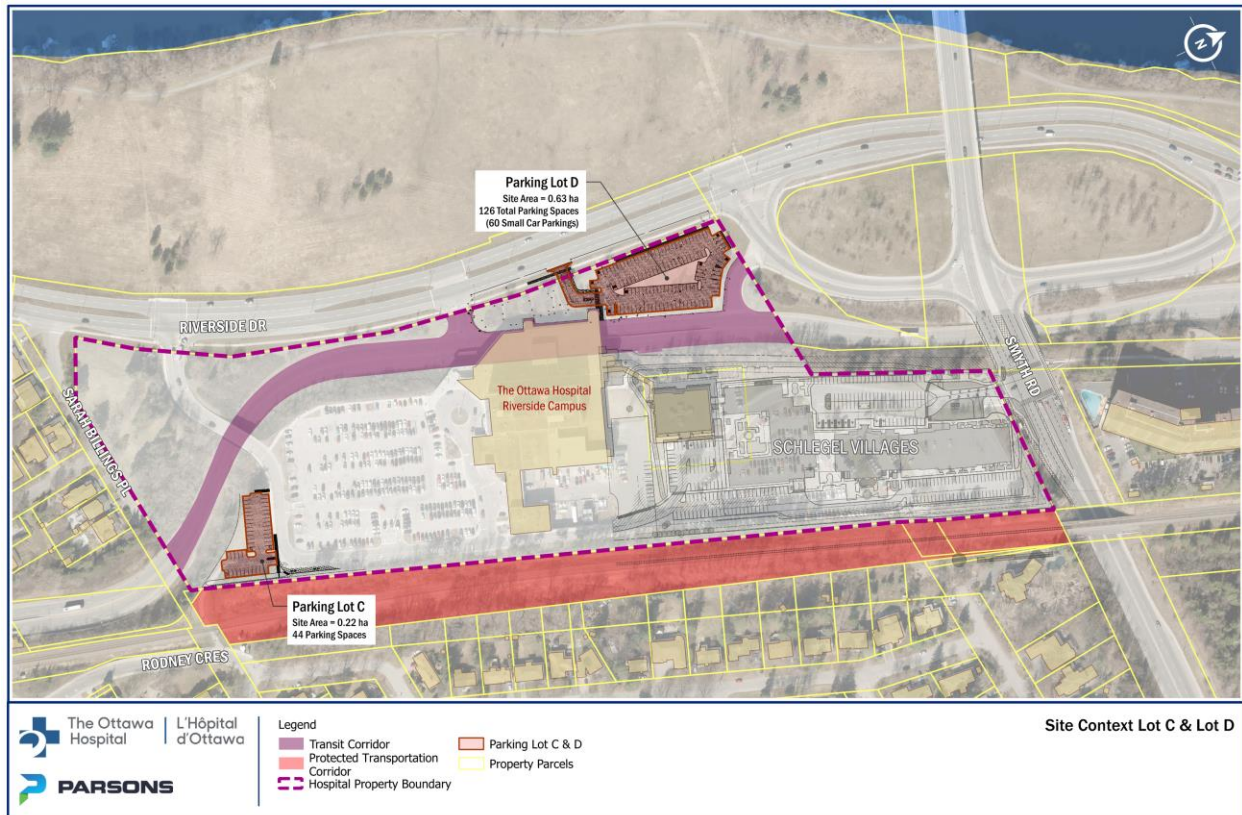 Z
Parking Lot D
Site Area = 0.63 ha
126 Total Parking Spaces
(60 Small Car Parkings)
RIVERSIDE DR
SMYTH RD
The Ottawa Hospital
Riverside Campus
SARAH BILLINGS PL
SCHLEGEL VILLAGES
Parking Lot C
Site Area = 0.22 ha
44 Parking Spaces
RODNEY CRES
The Ottawa
Hospital
L'Hôpital
d'Ottawa
PARSONS
Legend
Transit Corridor
Protected Transportation
Corridor
Hospital Property Boundary
Parking Lot C & D
Property Parcels
Site Context Lot C & Lot D